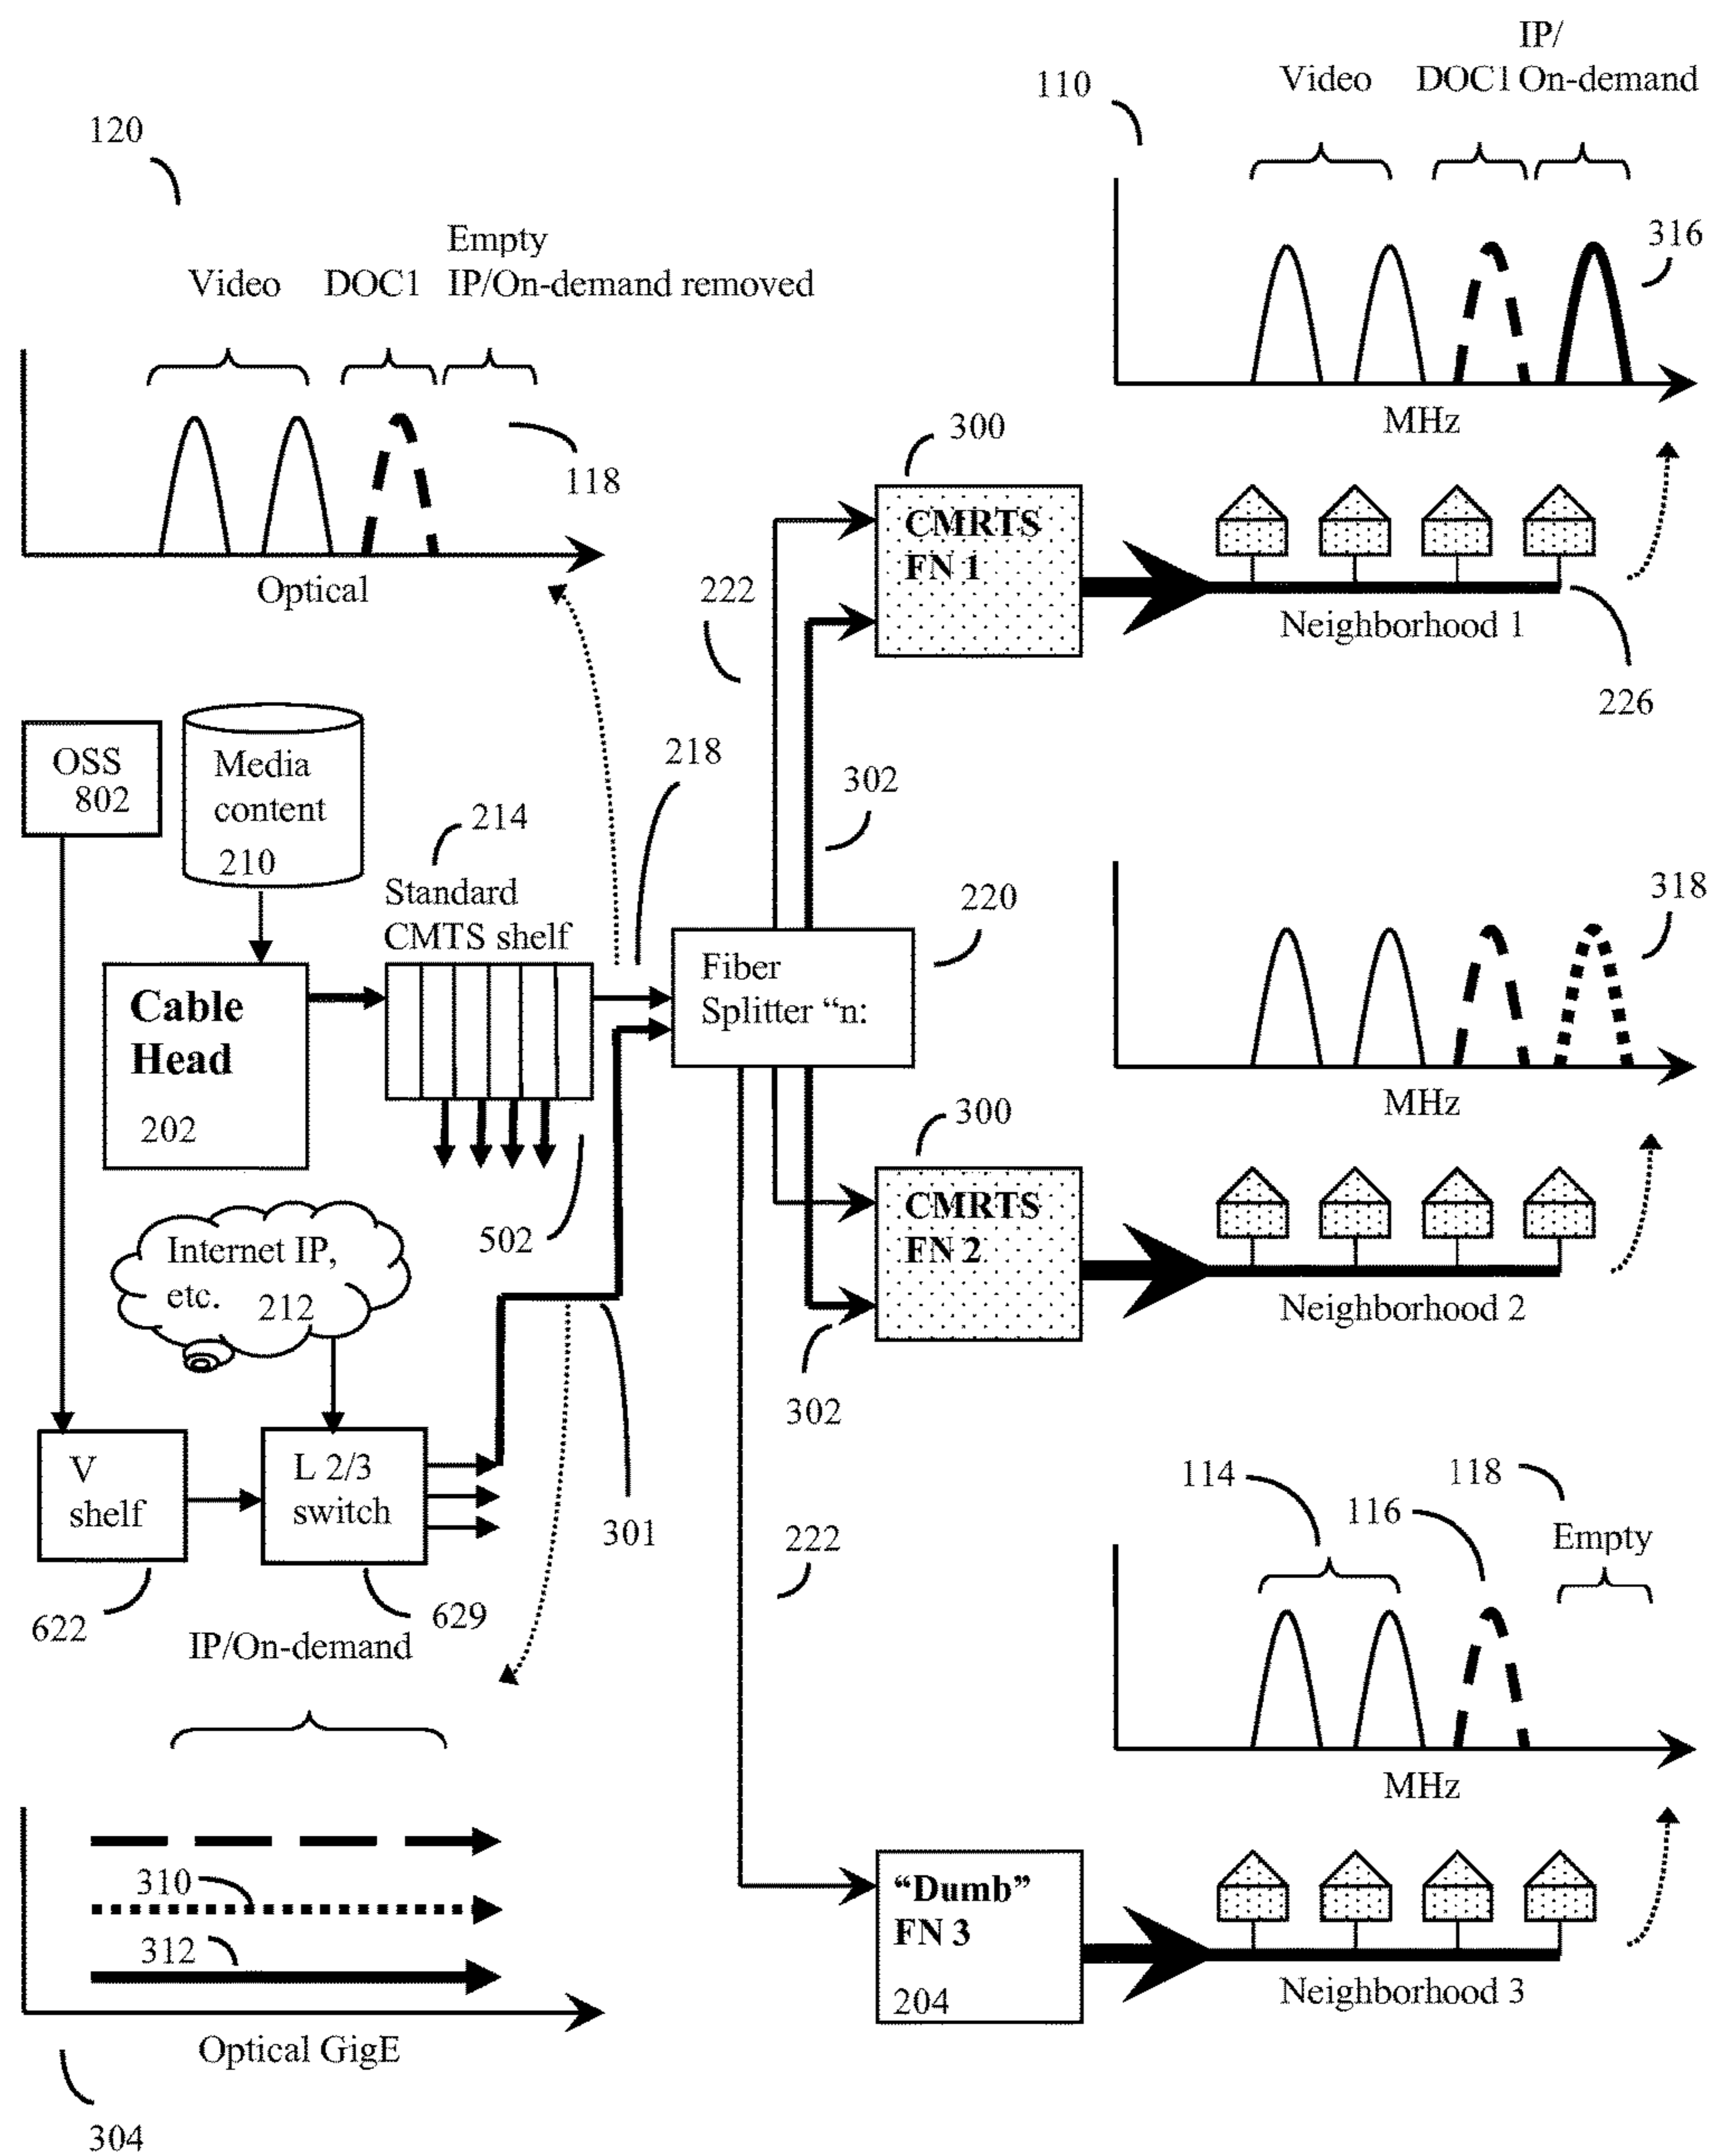 IP/
Video DOC1 On-demand
110
120
316
Empty
Video DOC1 IP/On-demand removed
MHz
118
300
CMRTS
FN 1
Optical
222
Neighborhood 1
226
OSS
802
Media
content
210
218
302
214
Standard
CMTS shelf
220
318
Fiber
Splitter “n:
Cable
Head
202
MHz
300
CMRTS
FN 2
502
Internet IP,
etc. 212
Neighborhood 2
302
V
shelf
L 2/3
switch
301
114
118
116
Empty
222
622
629
IP/On-demand
MHz
310
312
“Dumb”
FN 3
204
Neighborhood 3
Optical GigE
304